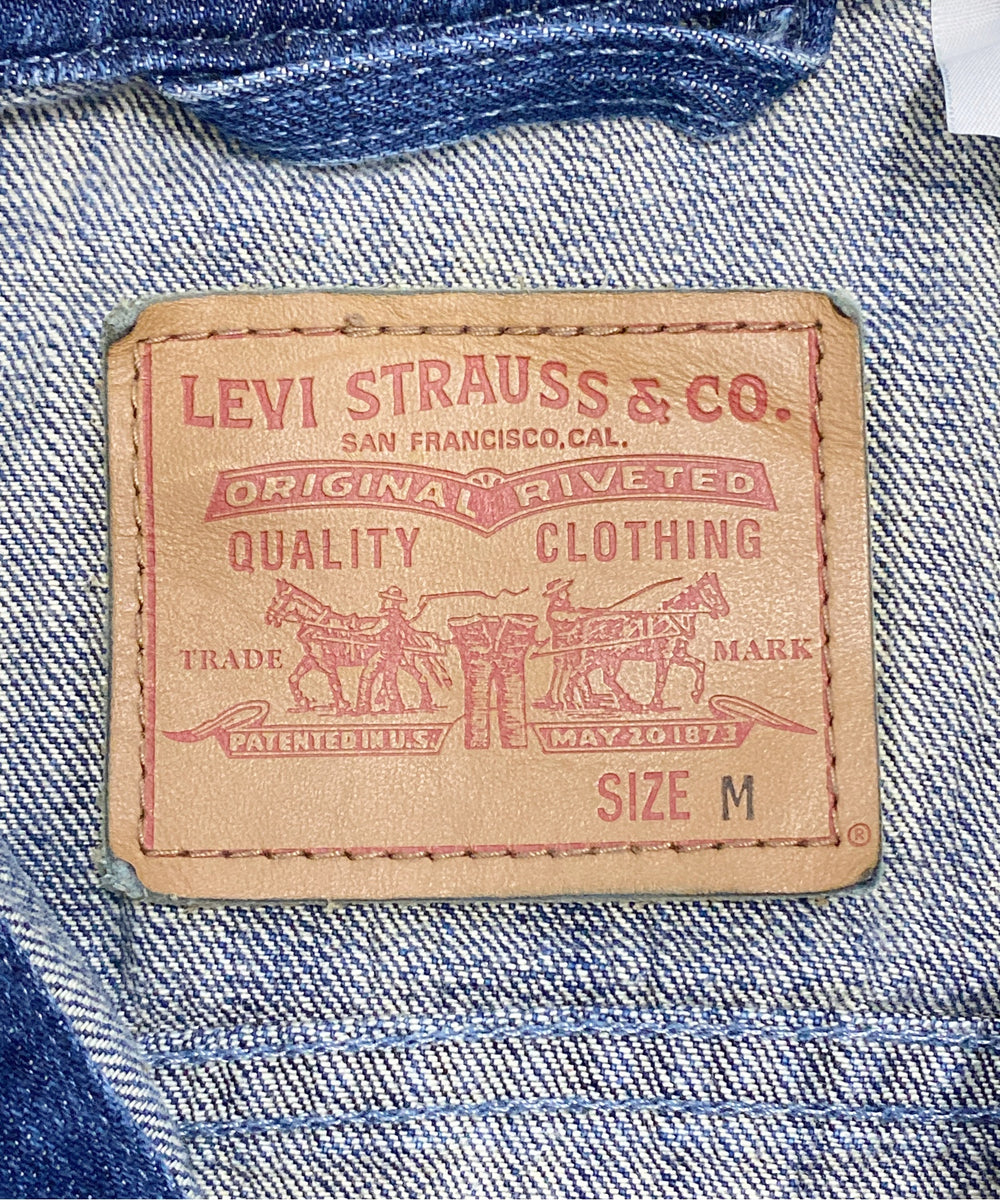 LEVI STRAUSS & CO.
SAN FRANCISCO, CAL.
ORIGINAL RIVETED
QUALITY CLOTHING
TRADE MARK
PATENTED IN U.S. MAY 20 1873
SIZE M
®